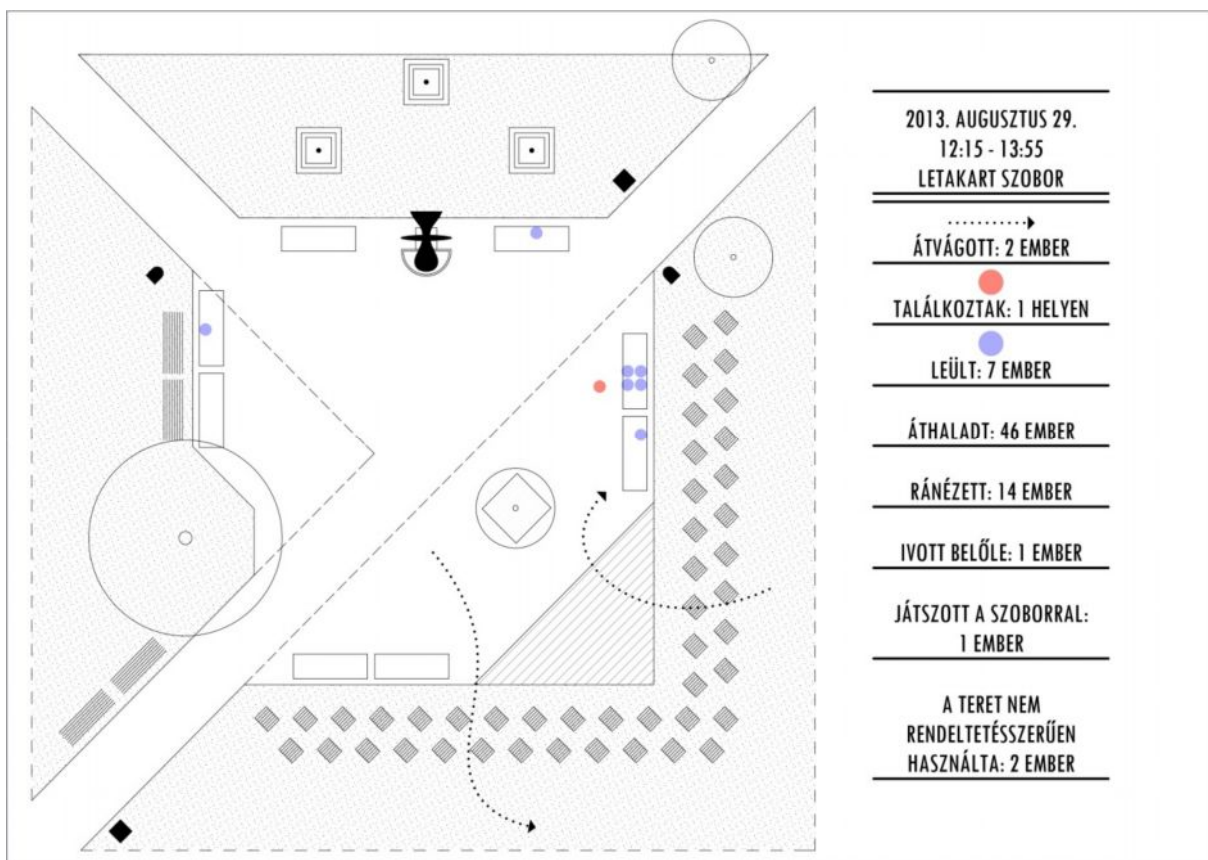 2013. AUGUSZTUS 29.
12:15 - 13:55
LETAKART SZOBOR
ÁTVÁGOTT: 2 EMBER
TALÁLKOZTAK: 1 HELYEN
LEÜLT: 7 EMBER
ÁTHALADT: 46 EMBER
RÁNÉZETT: 14 EMBER
IVOTT BELŐLE: 1 EMBER
JÁTSZOTT A SZOBORRAL:
1 EMBER
A TERET NEM
RENDELTETÉSSZERŰEN
HASZNÁLTA: 2 EMBER